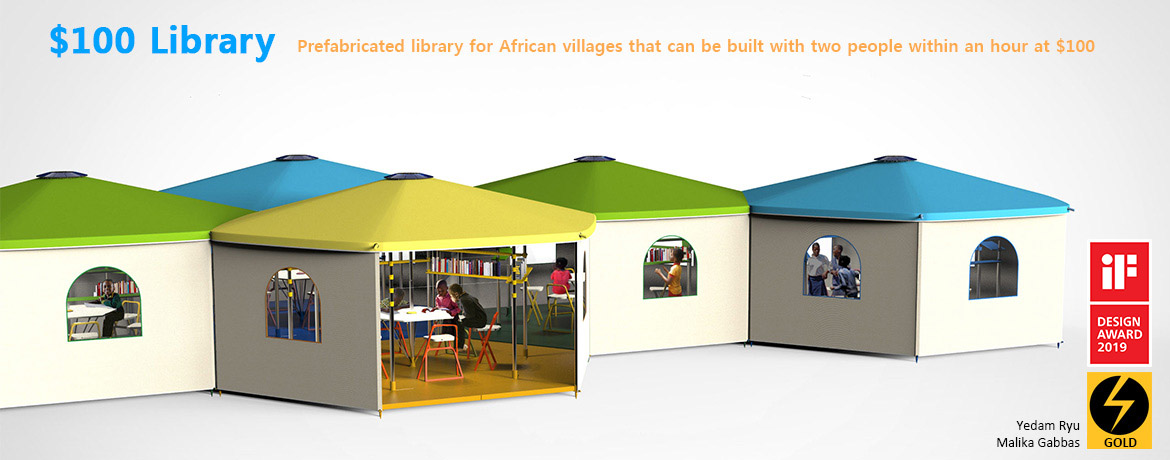 $100 Library
Prefabricated library for African villages that can be built with two people within an hour at $100
iF
DESIGN
AWARD
2019
Yedam Ryu
Malika Gabbas
GOLD